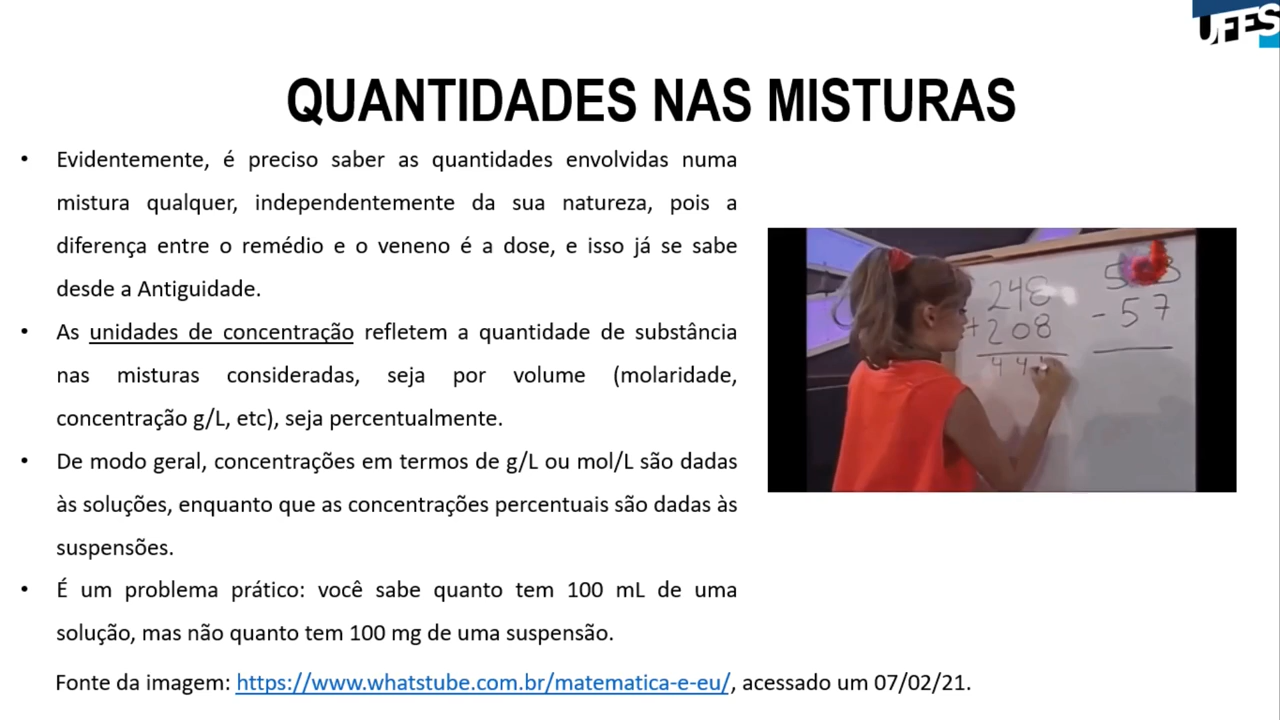 UFES
QUANTIDADES NAS MISTURAS
• Evidentemente, é preciso saber as quantidades envolvidas numa
mistura qualquer, independentemente da sua natureza, pois a
diferença entre o remédio e o veneno é a dose, e isso já se sabe
desde a Antiguidade.
• As unidades de concentração refletem a quantidade de substância
nas misturas consideradas, seja por volume (molaridade,
concentração g/L, etc), seja percentualmente.
• De modo geral, concentrações em termos de g/L ou mol/L são dadas
às soluções, enquanto que as concentrações percentuais são dadas às
suspensões.
• É um problema prático: você sabe quanto tem 100 mL de uma
solução, mas não quanto tem 100 mg de uma suspensão.
248
+ 208
44
- 57
Fonte da imagem: https://www.whatstube.com.br/matematica-e-eu/, acessado um 07/02/21.